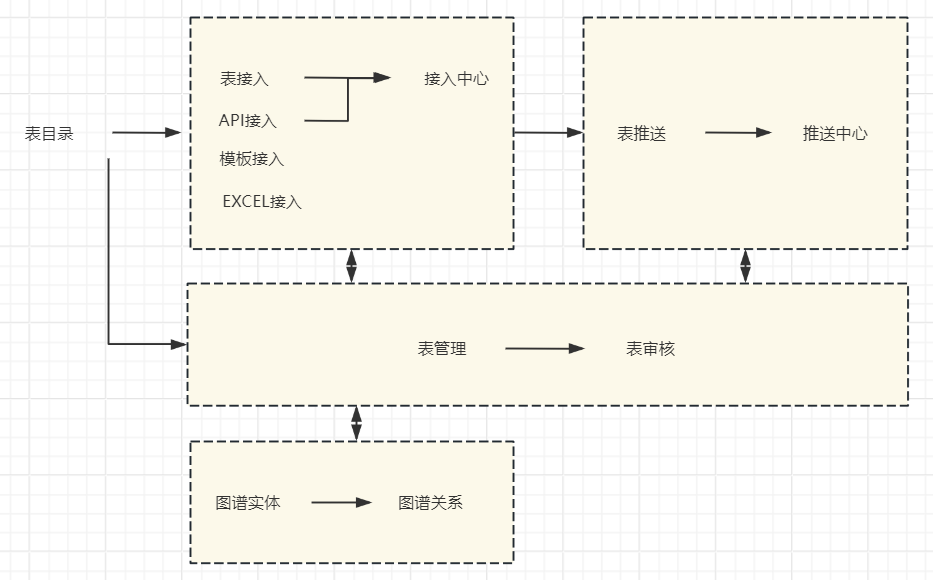 表目录
表接入
接入中心
API接入
模板接入
EXCEL接入
表推送
推送中心
表管理
表审核
图谱实体
图谱关系